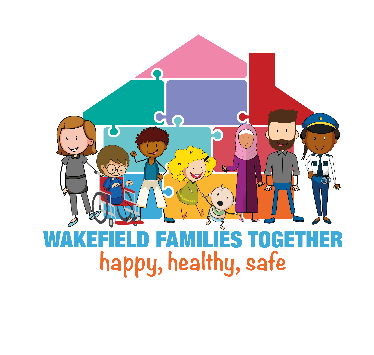 WAKEFIELD FAMILIES TOGETHER
happy, healthy, safe